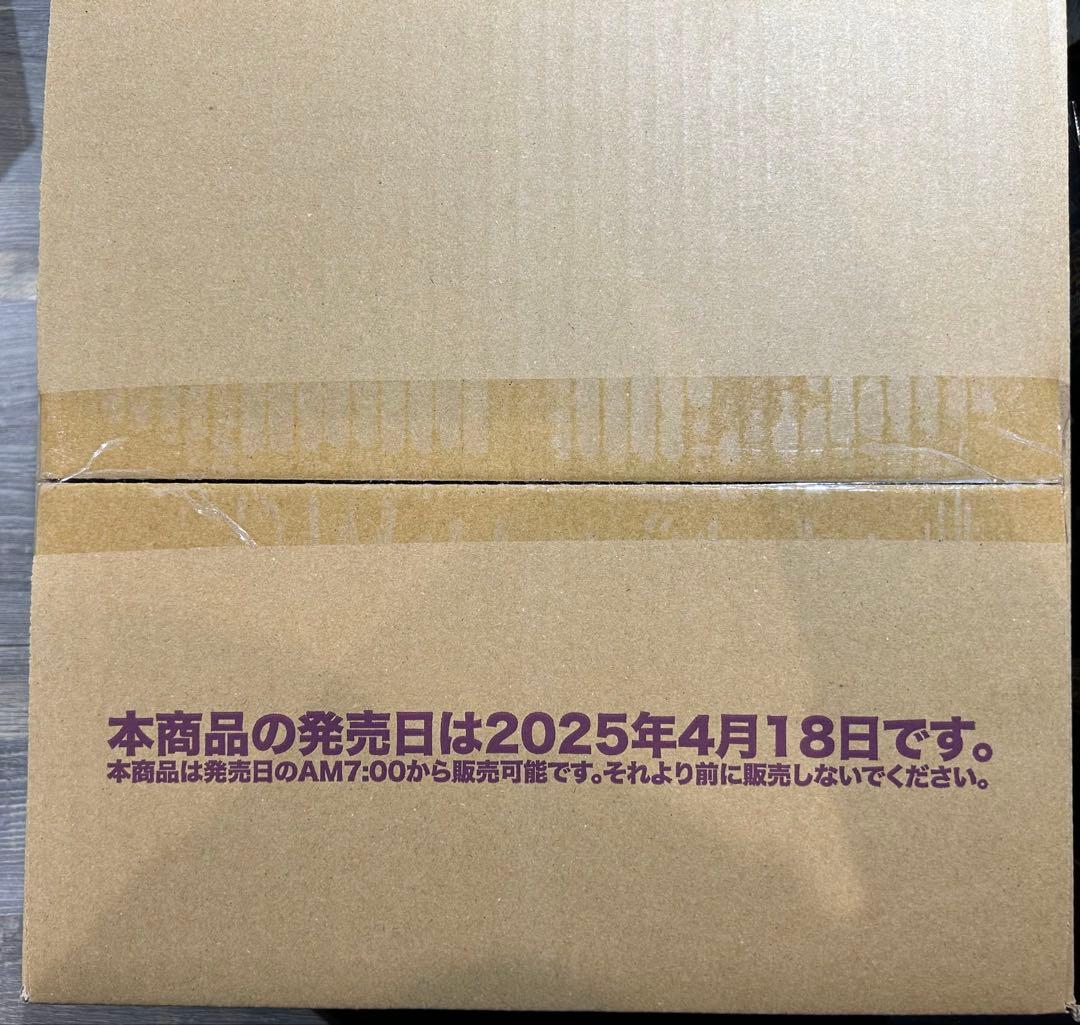 本商品の発売日は2025年4月18日です。
本商品は発売日のAM7:00から販売可能です。それより前に販売しないでください。